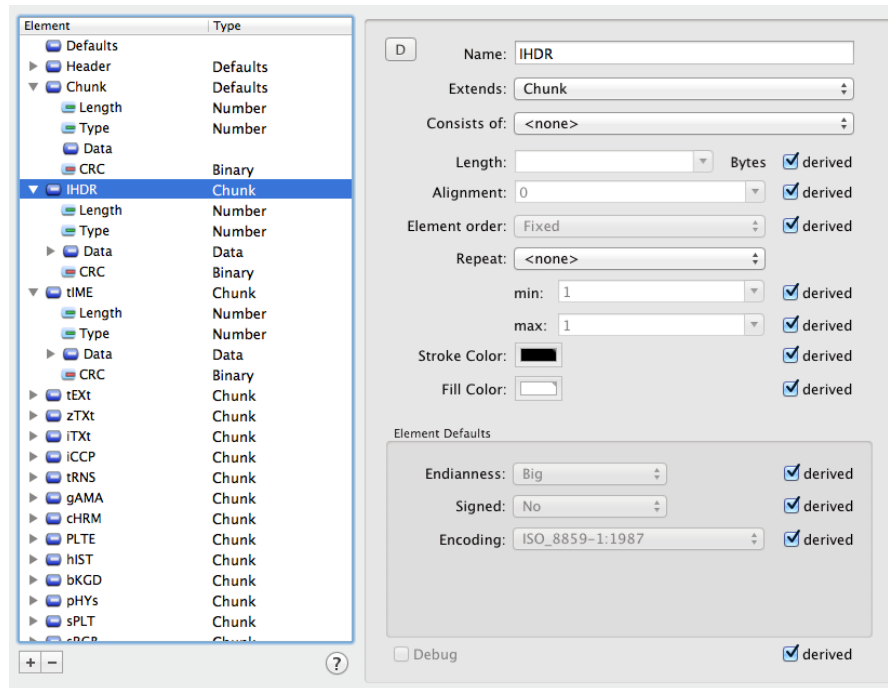 Element Type
Defaults
Header Defaults
Chunk Defaults
Length Number
Type Number
Data
CRC Binary
IHDR Chunk
Length Number
Type Number
Data Data
CRC Binary
tIME Chunk
Length Number
Type Number
Data Data
CRC Binary
tEXt Chunk
zTXt Chunk
iTXt Chunk
iCCP Chunk
tRNS Chunk
gAMA Chunk
cHRM Chunk
PLTE Chunk
hIST Chunk
bKGD Chunk
pHYs Chunk
sPLT Chunk
+ − ?
D Name: IHDR
Extends: Chunk
Consists of: <none>
Length: Bytes derived
Alignment: 0 derived
Element order: Fixed derived
Repeat: <none>
min: 1 derived
max: 1 derived
Stroke Color: derived
Fill Color: derived
Element Defaults
Endianness: Big derived
Signed: No derived
Encoding: ISO_8859-1:1987 derived
Debug derived